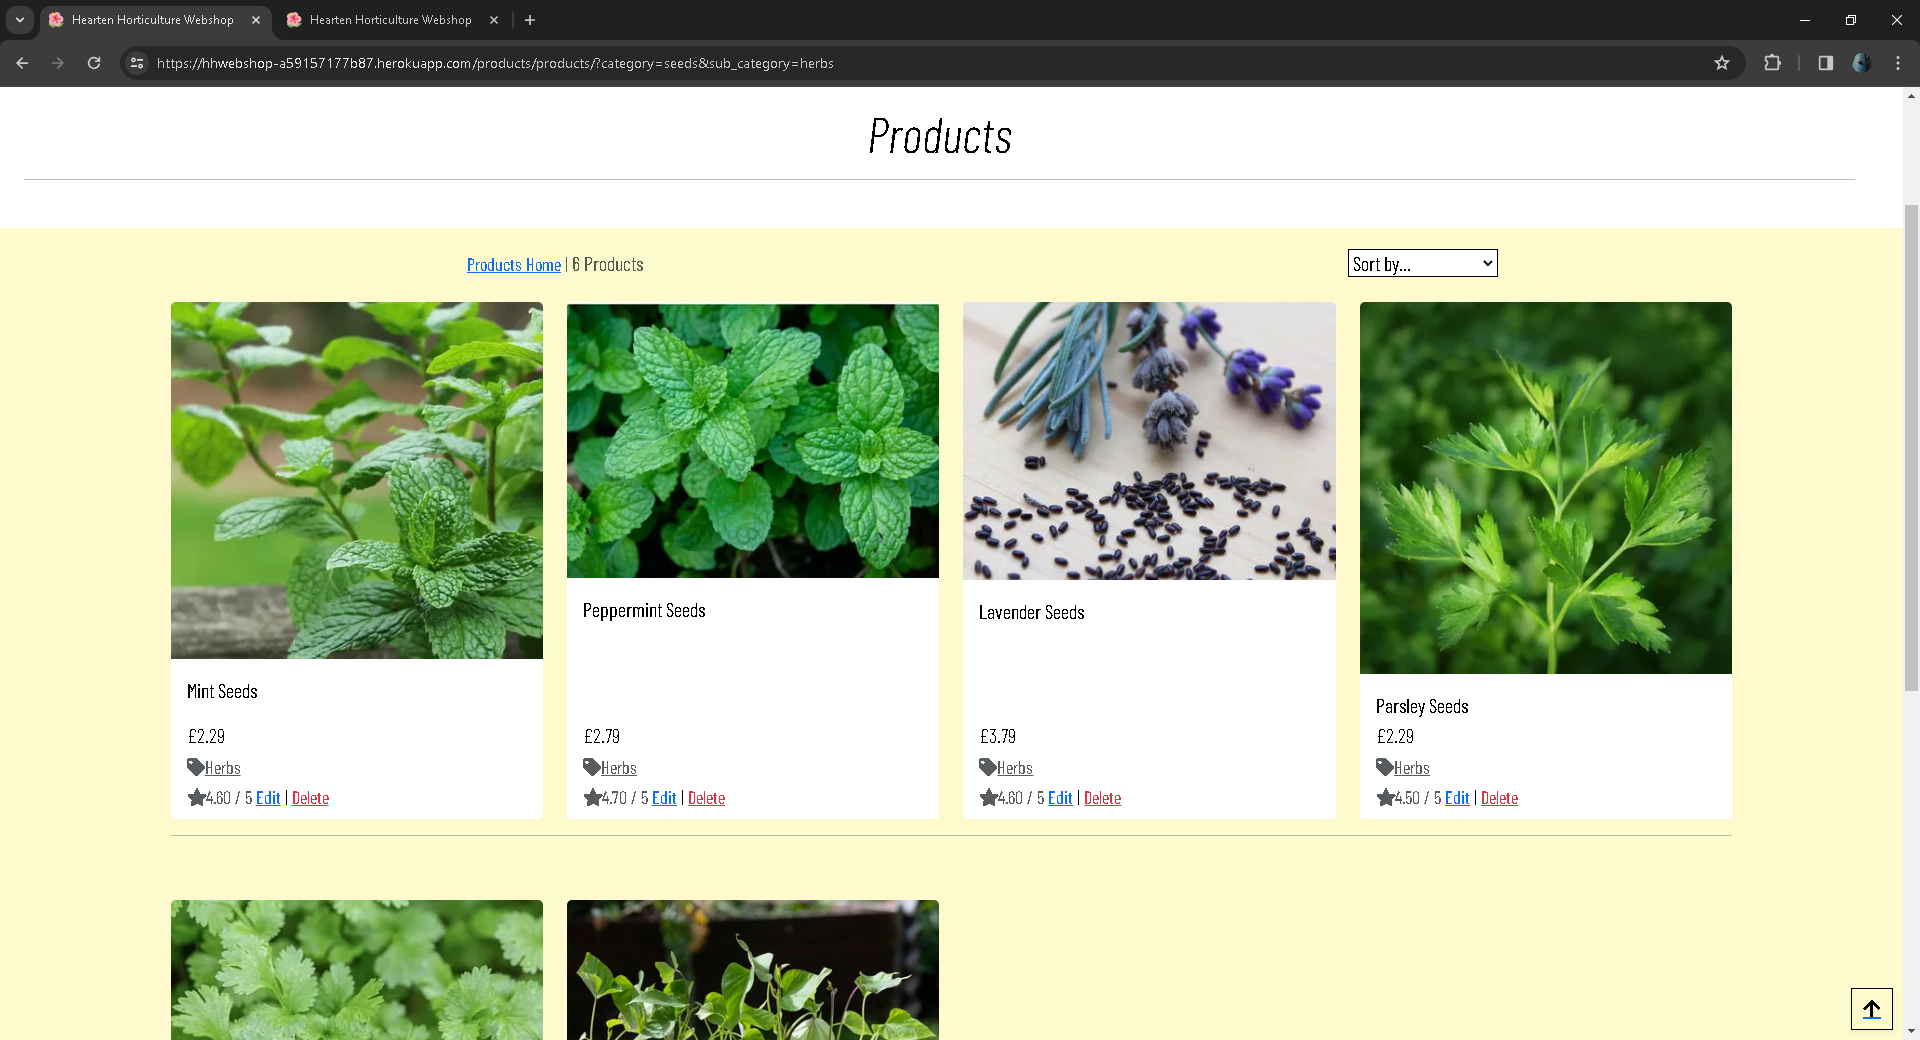 Hearten Horticulture Webshop
Hearten Horticulture Webshop
https://hhwebshop-a59157177b87.herokuapp.com/products/products/?category=seeds&sub_category=herbs
Products
Products Home | 6 Products
Sort by...
Mint Seeds
£2.29
Herbs
4.60 / 5 Edit | Delete
Peppermint Seeds
£2.79
Herbs
4.70 / 5 Edit | Delete
Lavender Seeds
£3.79
Herbs
4.60 / 5 Edit | Delete
Parsley Seeds
£2.29
Herbs
4.50 / 5 Edit | Delete